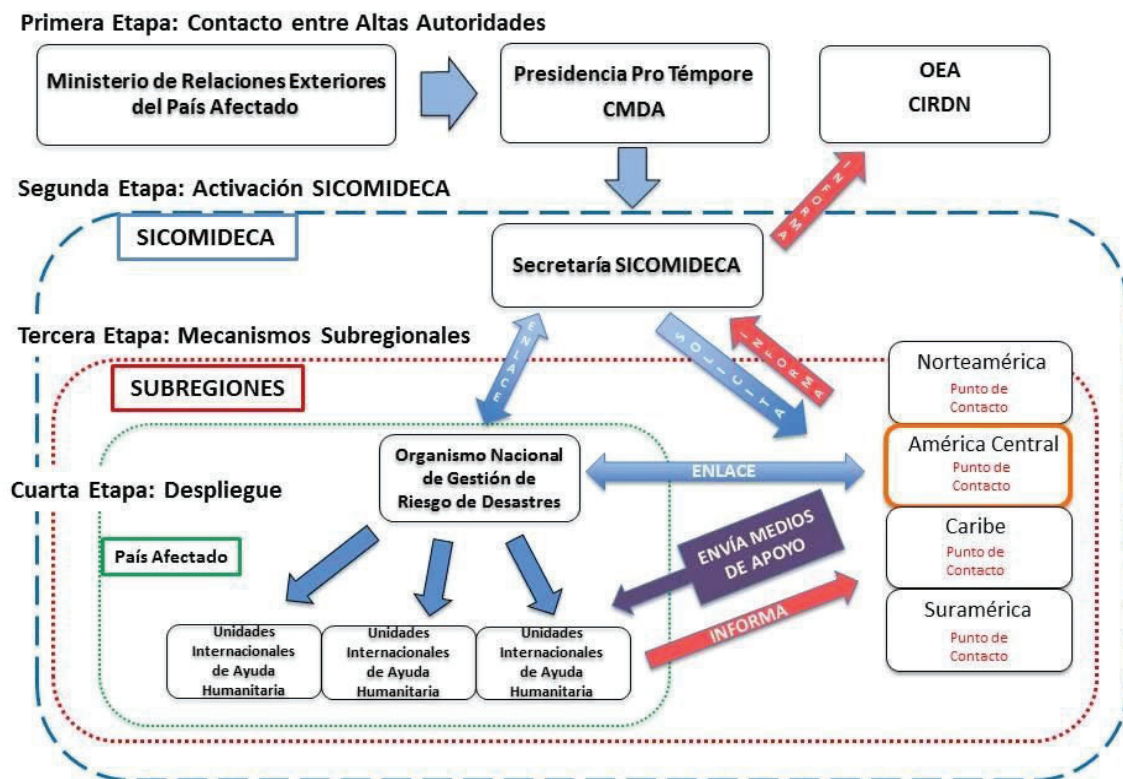 Primera Etapa: Contacto entre Altas Autoridades
Ministerio de Relaciones Exteriores
del País Afectado
Presidencia Pro Témpore
CMDA
OEA
CIRDN
INFORMA
Segunda Etapa: Activación SICOMIDECA
SICOMIDECA
Secretaría SICOMIDECA
Tercera Etapa: Mecanismos Subregionales
ENLACE
SOLICITA
INFORMA
SUBREGIONES
Norteamérica
Punto de
Contacto
Organismo Nacional
de Gestión de
Riesgo de Desastres
ENLACE
América Central
Punto de
Contacto
Cuarta Etapa: Despliegue
País Afectado
ENVÍA MEDIOS
DE APOYO
Caribe
Punto de
Contacto
INFORMA
Suramérica
Punto de
Contacto
Unidades
Internacionales
de Ayuda
Humanitaria
Unidades
Internacionales
de Ayuda
Humanitaria
Unidades
Internacionales
de Ayuda
Humanitaria